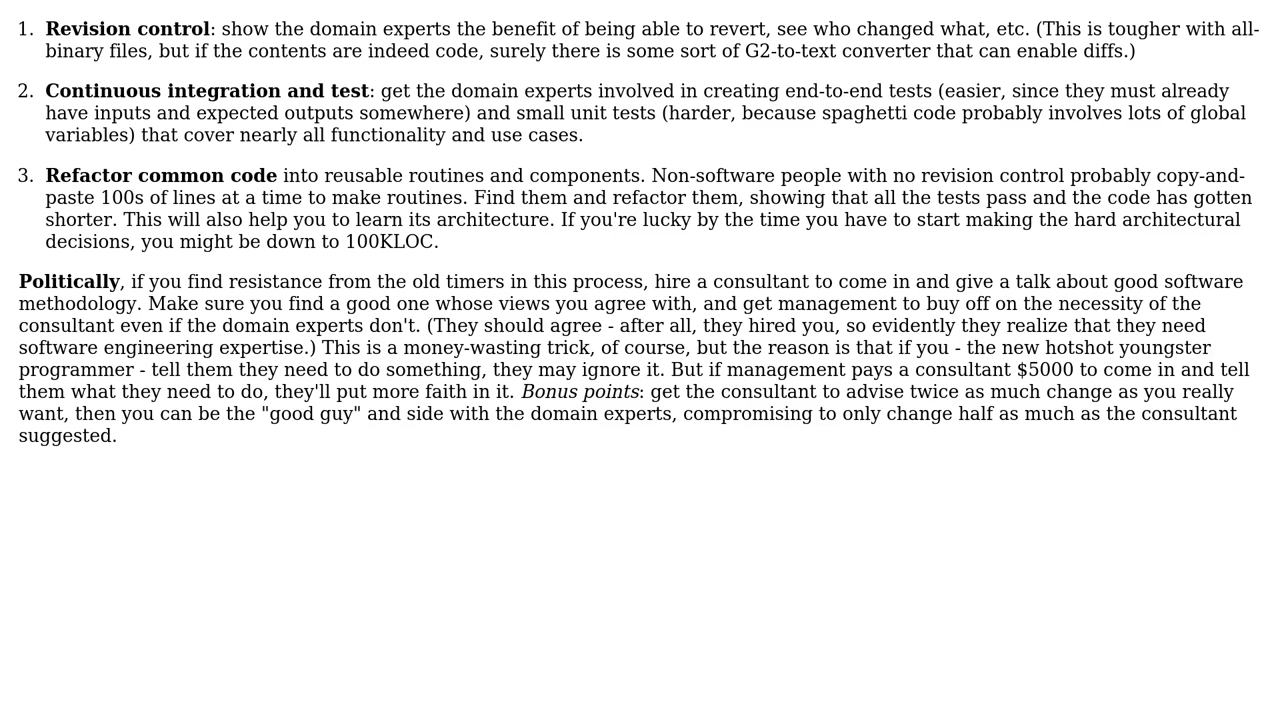 1. Revision control: show the domain experts the benefit of being able to revert, see who changed what, etc. (This is tougher with all-
binary files, but if the contents are indeed code, surely there is some sort of G2-to-text converter that can enable diffs.)
2. Continuous integration and test: get the domain experts involved in creating end-to-end tests (easier, since they must already
have inputs and expected outputs somewhere) and small unit tests (harder, because spaghetti code probably involves lots of global
variables) that cover nearly all functionality and use cases.
3. Refactor common code into reusable routines and components. Non-software people with no revision control probably copy-and-
paste 100s of lines at a time to make routines. Find them and refactor them, showing that all the tests pass and the code has gotten
shorter. This will also help you to learn its architecture. If you're lucky by the time you have to start making the hard architectural
decisions, you might be down to 100KLOC.
Politically, if you find resistance from the old timers in this process, hire a consultant to come in and give a talk about good software
methodology. Make sure you find a good one whose views you agree with, and get management to buy off on the necessity of the
consultant even if the domain experts don't. (They should agree - after all, they hired you, so evidently they realize that they need
software engineering expertise.) This is a money-wasting trick, of course, but the reason is that if you - the new hotshot youngster
programmer - tell them they need to do something, they may ignore it. But if management pays a consultant $5000 to come in and tell
them what they need to do, they'll put more faith in it. Bonus points: get the consultant to advise twice as much change as you really
want, then you can be the "good guy" and side with the domain experts, compromising to only change half as much as the consultant
suggested.